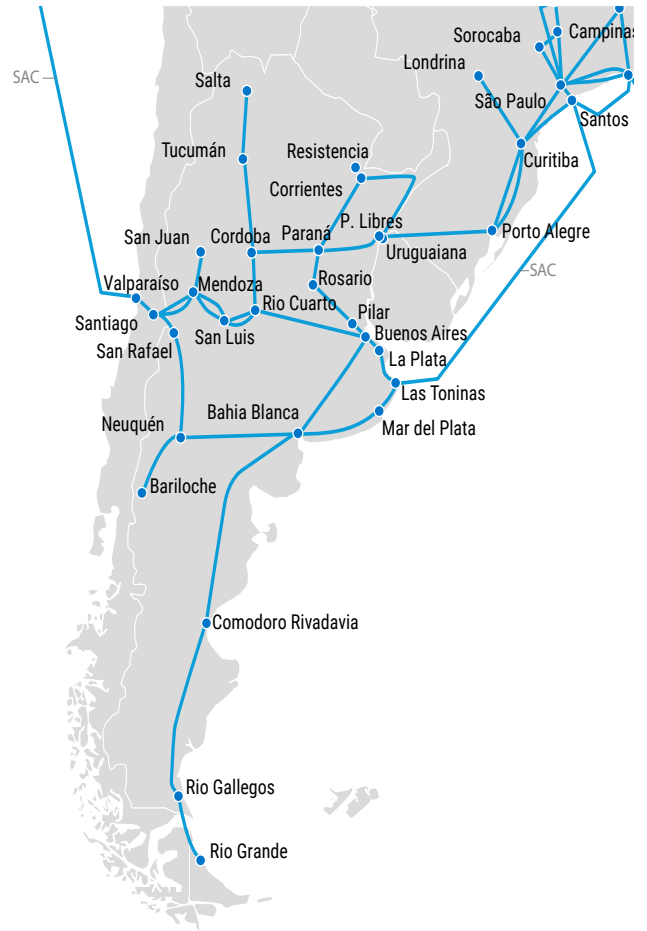 Sorocaba
Campinas
Londrina
SAC
Salta
São Paulo
Santos
Tucumán
Resistencia
Curitiba
Corrientes
P. Libres
Paraná
San Juan
Cordoba
Porto Alegre
Uruguaiana
SAC
Rosario
Valparaíso
Mendoza
Rio Cuarto
Pilar
Santiago
San Luis
Buenos Aires
San Rafael
La Plata
Las Toninas
Bahia Blanca
Neuquén
Mar del Plata
Bariloche
Comodoro Rivadavia
Rio Gallegos
Rio Grande